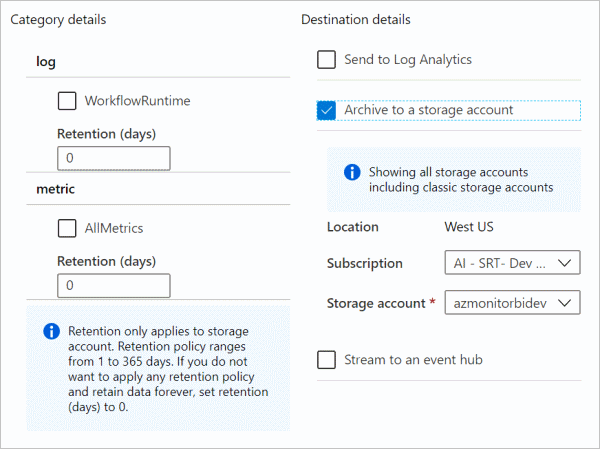 Category details
log
WorkflowRuntime
Retention (days)
0
metric
AllMetrics
Retention (days)
0
Retention only applies to storage
account. Retention policy ranges
from 1 to 365 days. If you do not
want to apply any retention policy
and retain data forever, set retention
(days) to 0.
Destination details
Send to Log Analytics
Archive to a storage account
Showing all storage accounts
including classic storage accounts
Location West US
Subscription AI - SRT- Dev ...
Storage account * azmonitorbidev
Stream to an event hub